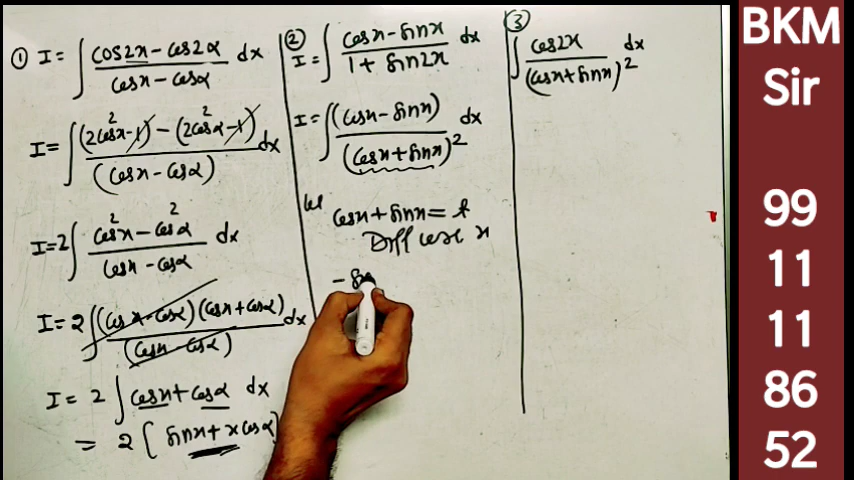 ① I = ∫ (cos2x - cos2α)/(cosx - cosα) dx
I = ∫ ((2cos²x-1) - (2cos²α-1))/(cosx - cosα) dx
I = 2∫ (cos²x - cos²α)/(cosx - cosα) dx
I = 2∫ ((cosx - cosα)(cosx + cosα))/(cosx - cosα) dx
I = 2∫ cosx + cosα dx
= 2[ sinx + x cosα
② I = ∫ (cosx - sinx)/(1 + sin2x) dx
I = ∫ ((cosx - sinx))/(cosx + sinx)² dx
let cosx + sinx = t
Diff w.r.t x
- sin
③ ∫ cos2x/(cosx + sinx)² dx
BKM
Sir
99
11
11
86
52